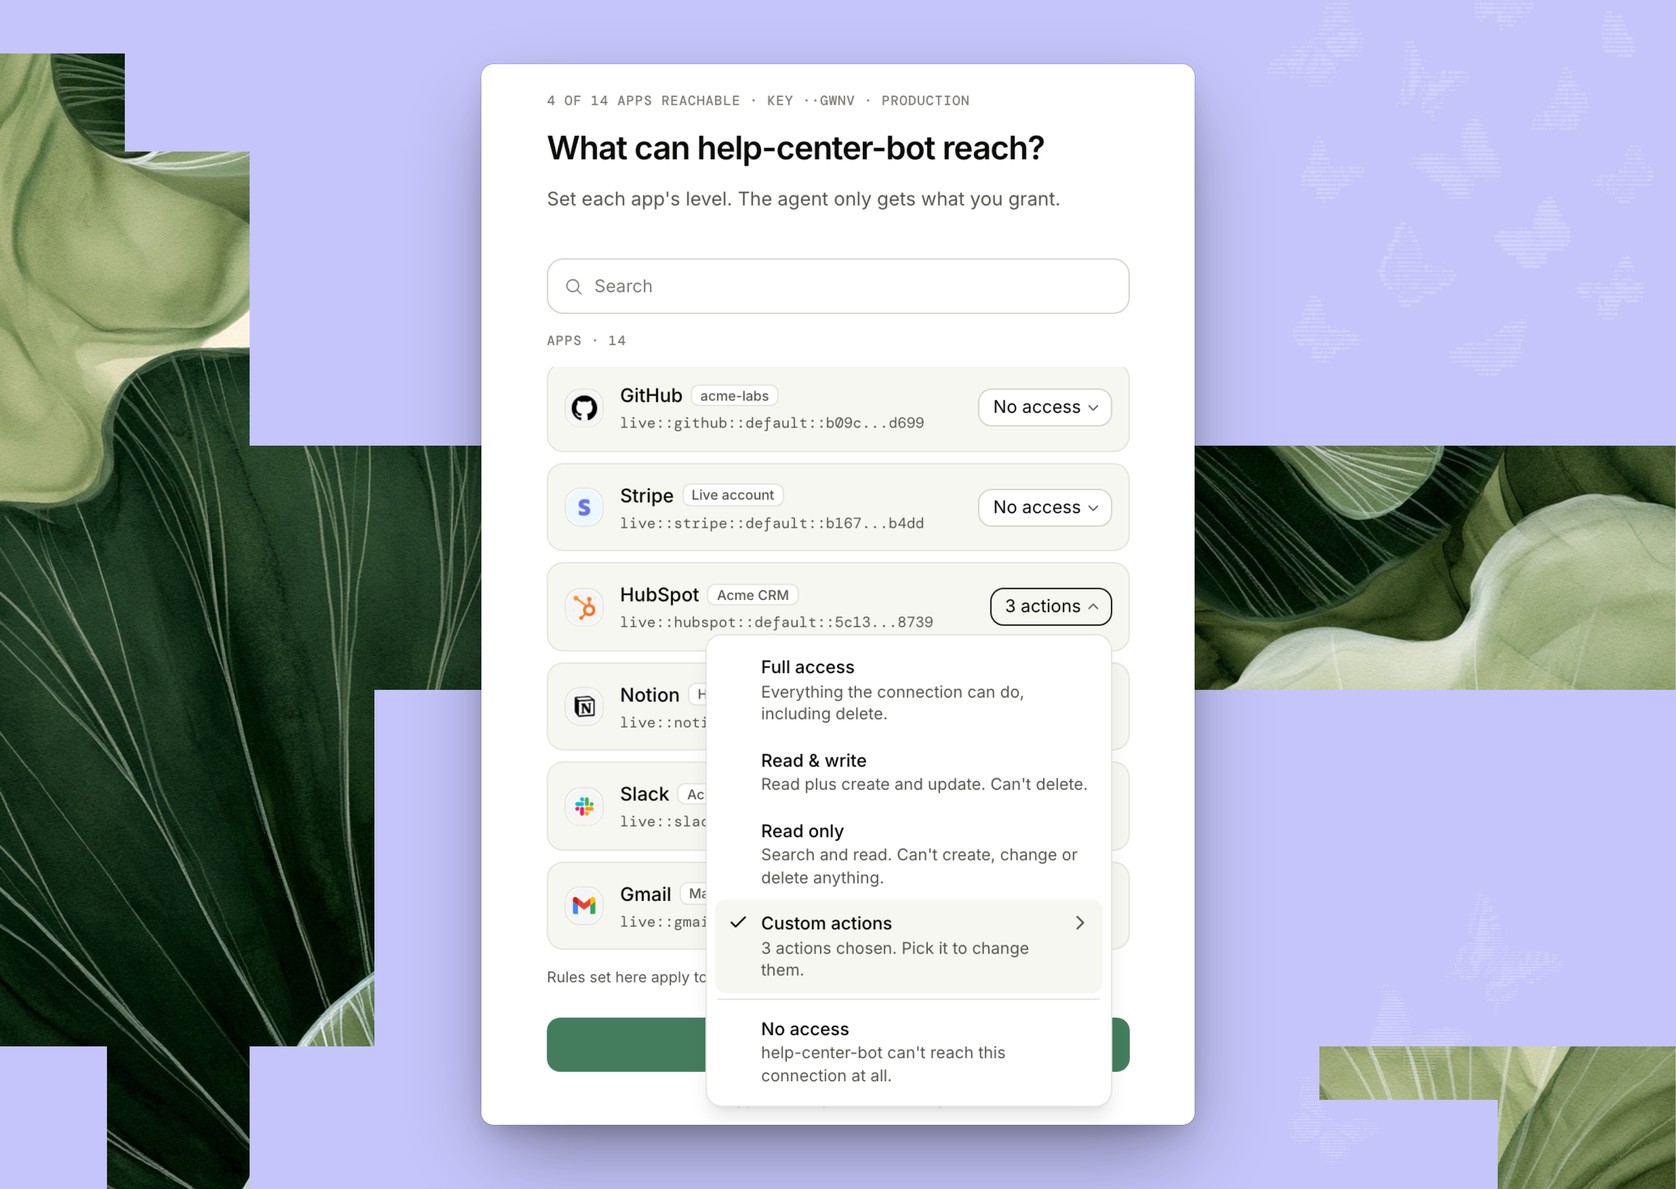 4 OF 14 APPS REACHABLE · KEY ··GWNV · PRODUCTION
What can help-center-bot reach?
Set each app's level. The agent only gets what you grant.
Search
APPS · 14
GitHub acme-labs
live::github::default::b09c...d699
No access
Stripe Live account
live::stripe::default::b167...b4dd
No access
HubSpot Acme CRM
live::hubspot::default::5c13...8739
3 actions
Notion
Slack
Gmail
Rules set here apply to
Full access
Everything the connection can do,
including delete.
Read & write
Read plus create and update. Can't delete.
Read only
Search and read. Can't create, change or
delete anything.
Custom actions
3 actions chosen. Pick it to change
them.
No access
help-center-bot can't reach this
connection at all.